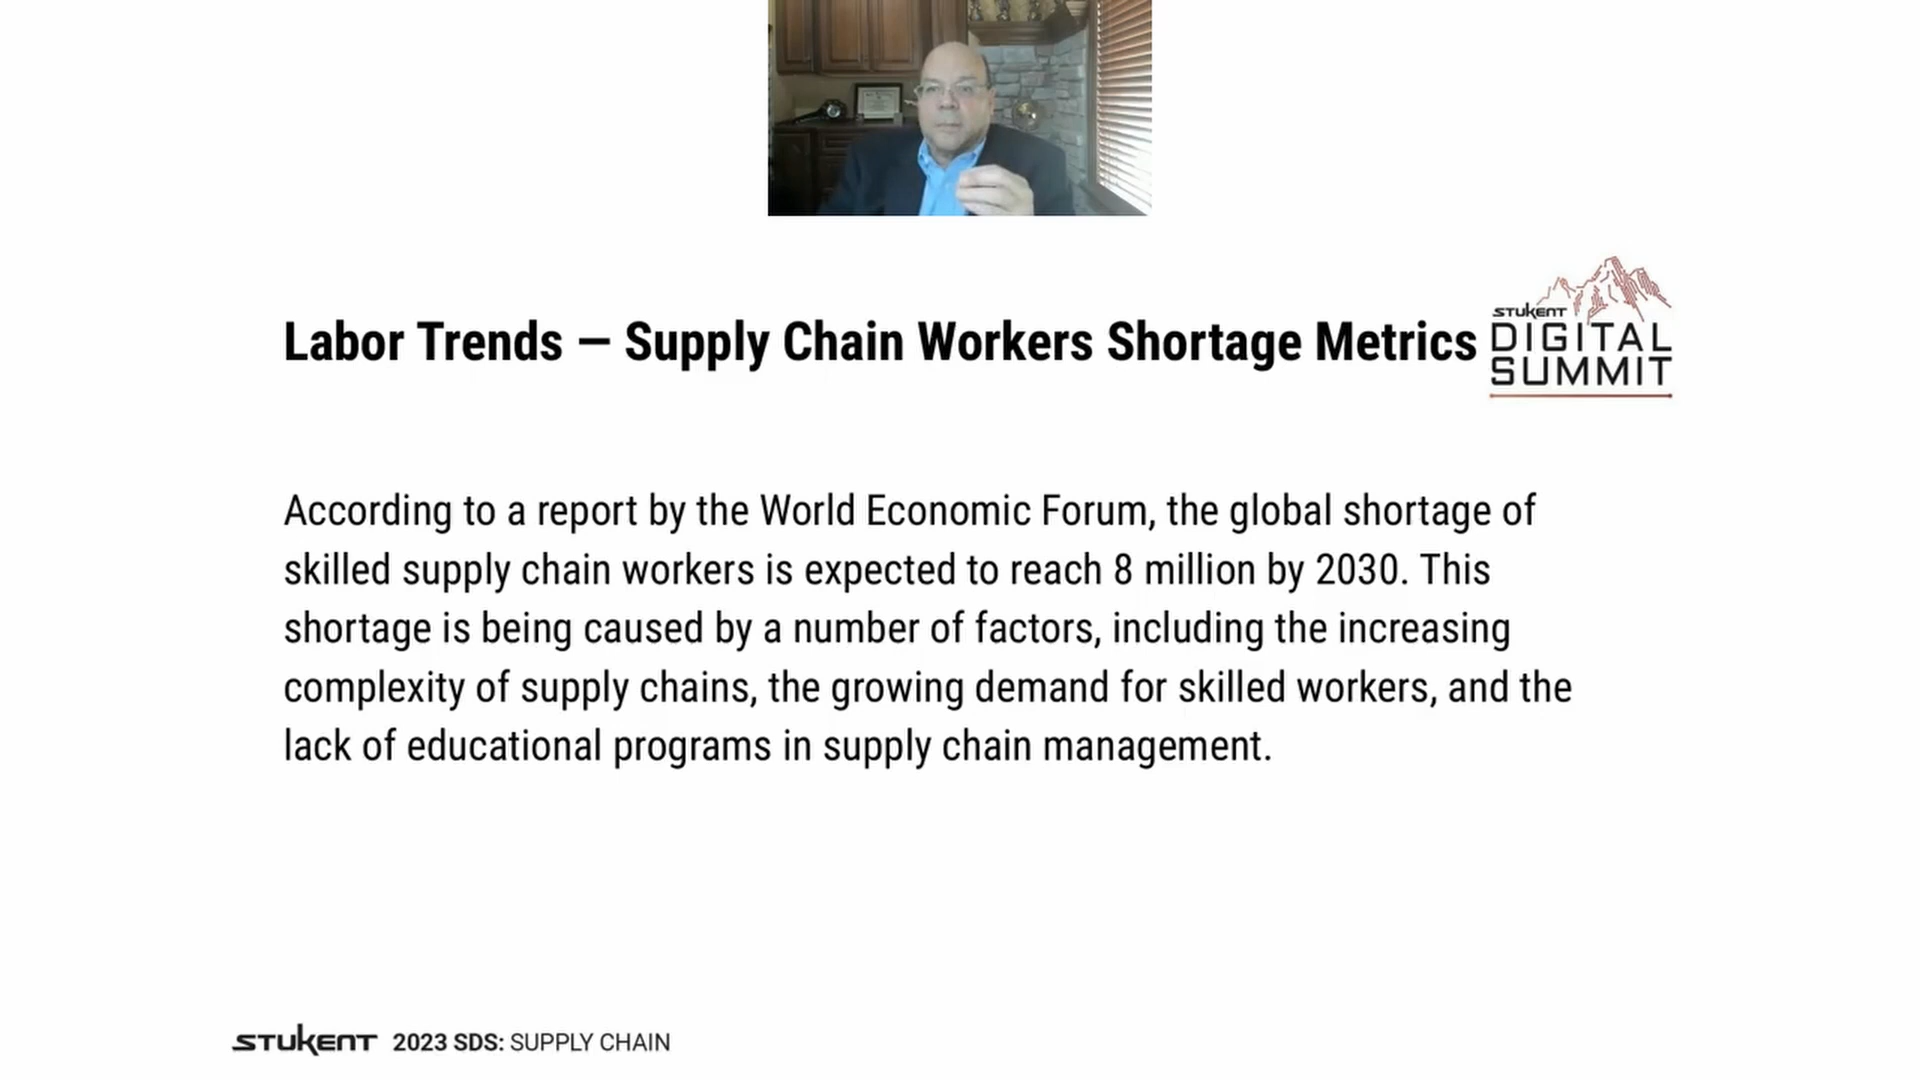 Labor Trends — Supply Chain Workers Shortage Metrics
STUKENT
DIGITAL
SUMMIT
According to a report by the World Economic Forum, the global shortage of
skilled supply chain workers is expected to reach 8 million by 2030. This
shortage is being caused by a number of factors, including the increasing
complexity of supply chains, the growing demand for skilled workers, and the
lack of educational programs in supply chain management.
STUKENT 2023 SDS: SUPPLY CHAIN